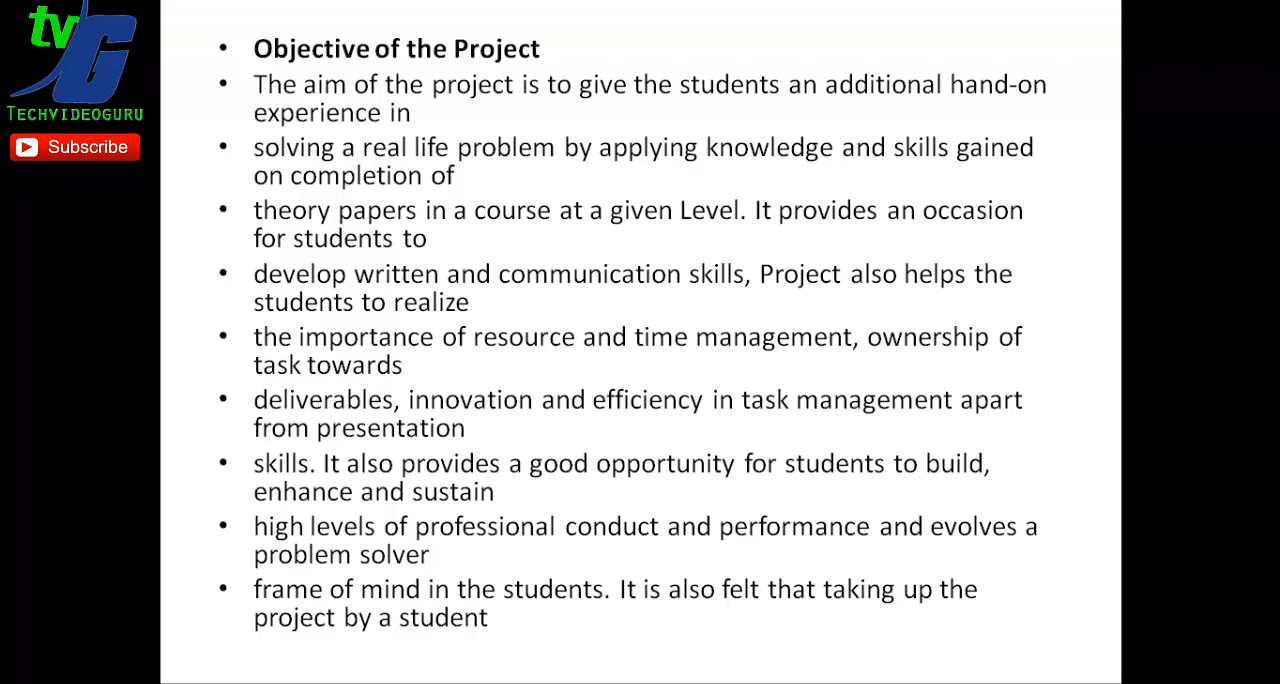 tv
G
TECHVIDEOGURU
Subscribe
• Objective of the Project
• The aim of the project is to give the students an additional hand-on
experience in
• solving a real life problem by applying knowledge and skills gained
on completion of
• theory papers in a course at a given Level. It provides an occasion
for students to
• develop written and communication skills, Project also helps the
students to realize
• the importance of resource and time management, ownership of
task towards
• deliverables, innovation and efficiency in task management apart
from presentation
• skills. It also provides a good opportunity for students to build,
enhance and sustain
• high levels of professional conduct and performance and evolves a
problem solver
• frame of mind in the students. It is also felt that taking up the
project by a student